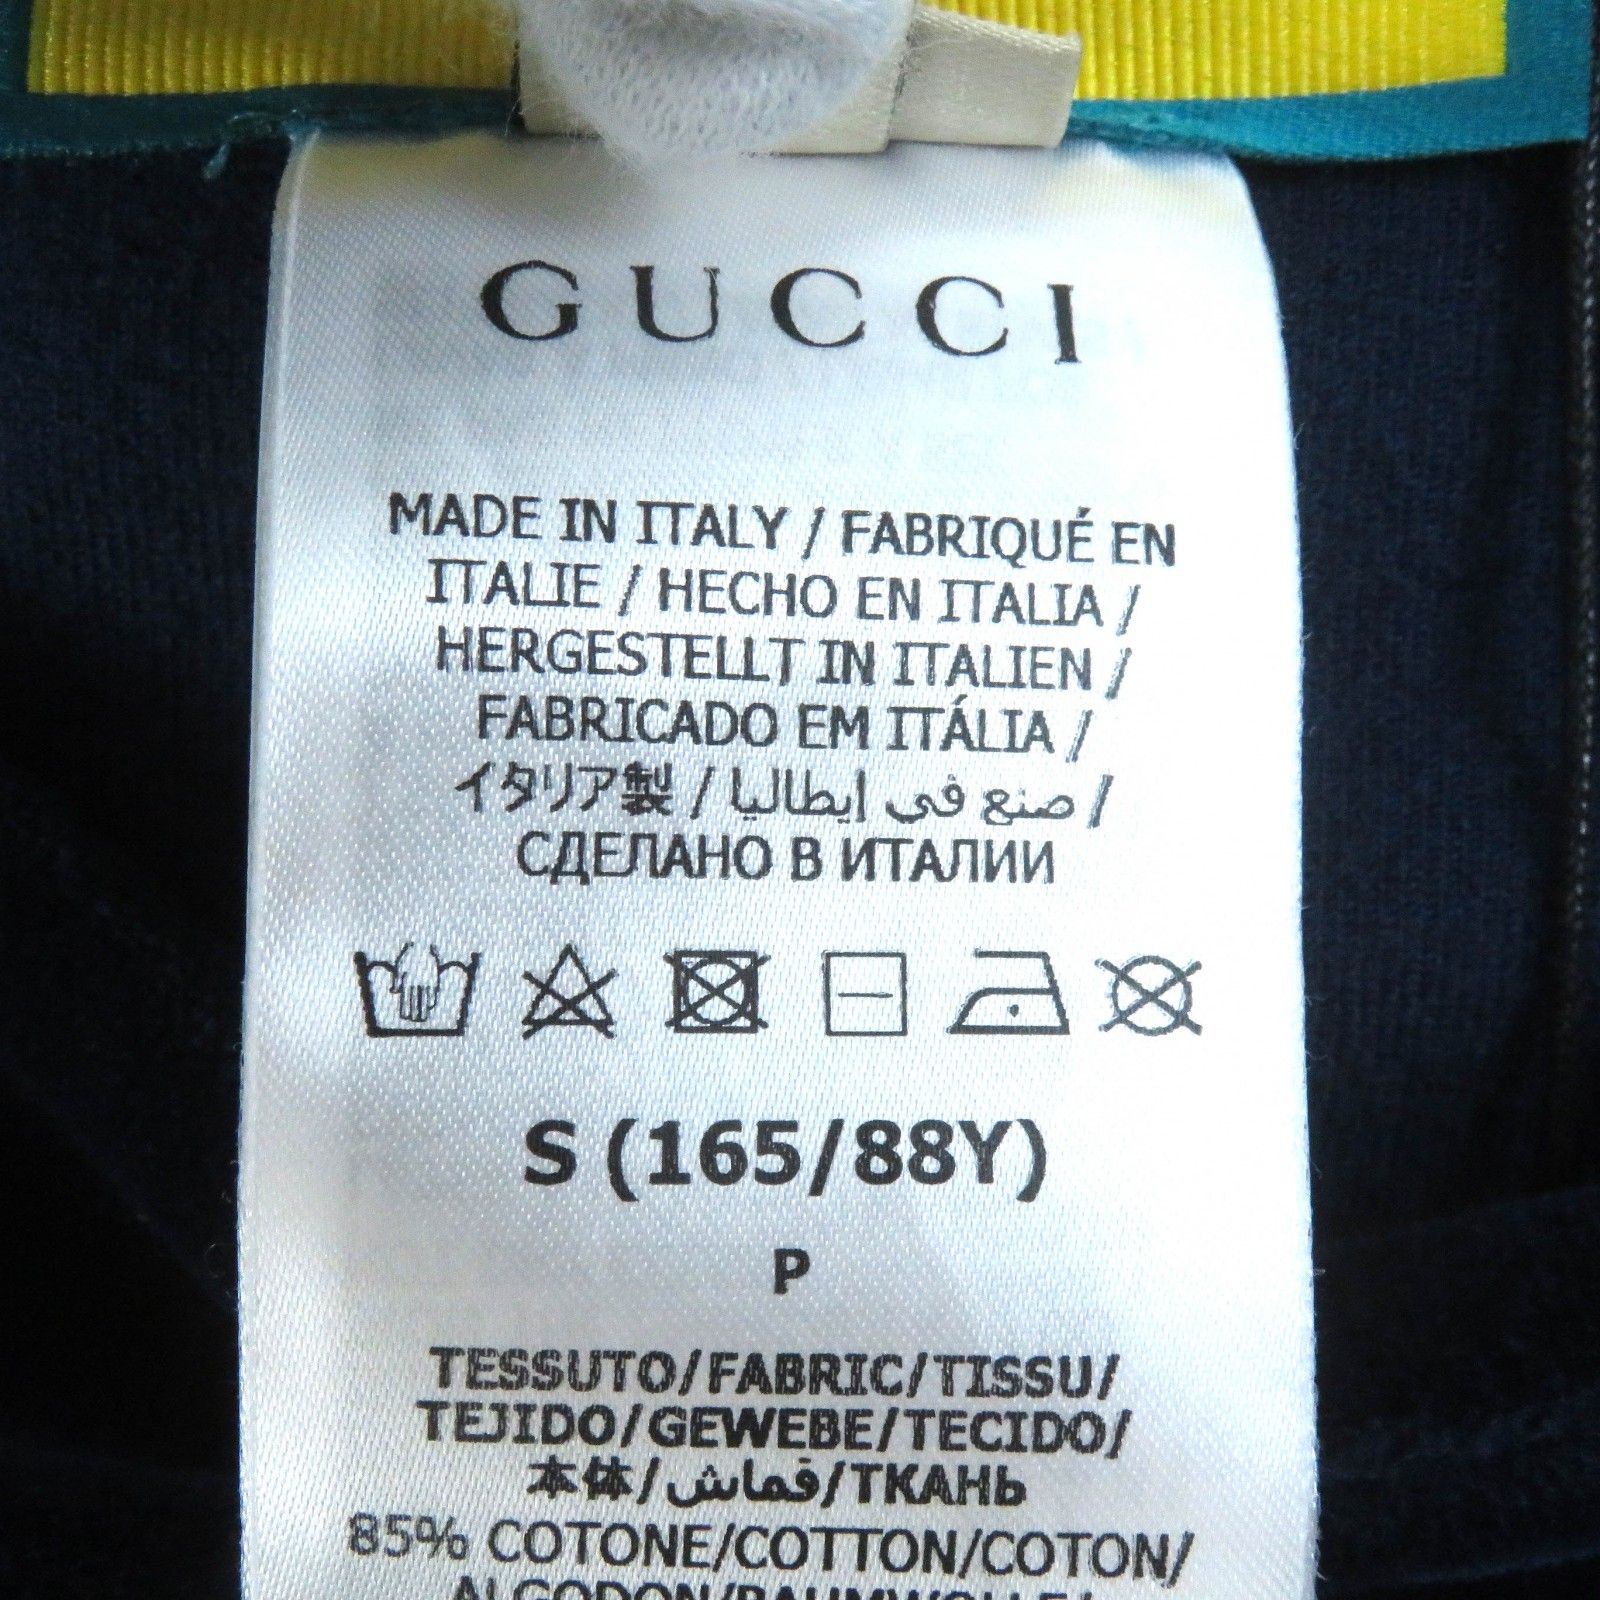 GUCCI
MADE IN ITALY / FABRIQUÉ EN
ITALIE / HECHO EN ITALIA /
HERGESTELLT IN ITALIEN /
FABRICADO EM ITÁLIA /
イタリア製 / صنع في إيطاليا /
СДЕЛАНО В ИТАЛИИ
S (165/88Y)
P
TESSUTO/FABRIC/TISSU/
TEJIDO/GEWEBE/TECIDO/
本体/قماش/ТКАНЬ
85% COTONE/COTTON/COTON/
ALGODON/BAUMWOLLE/